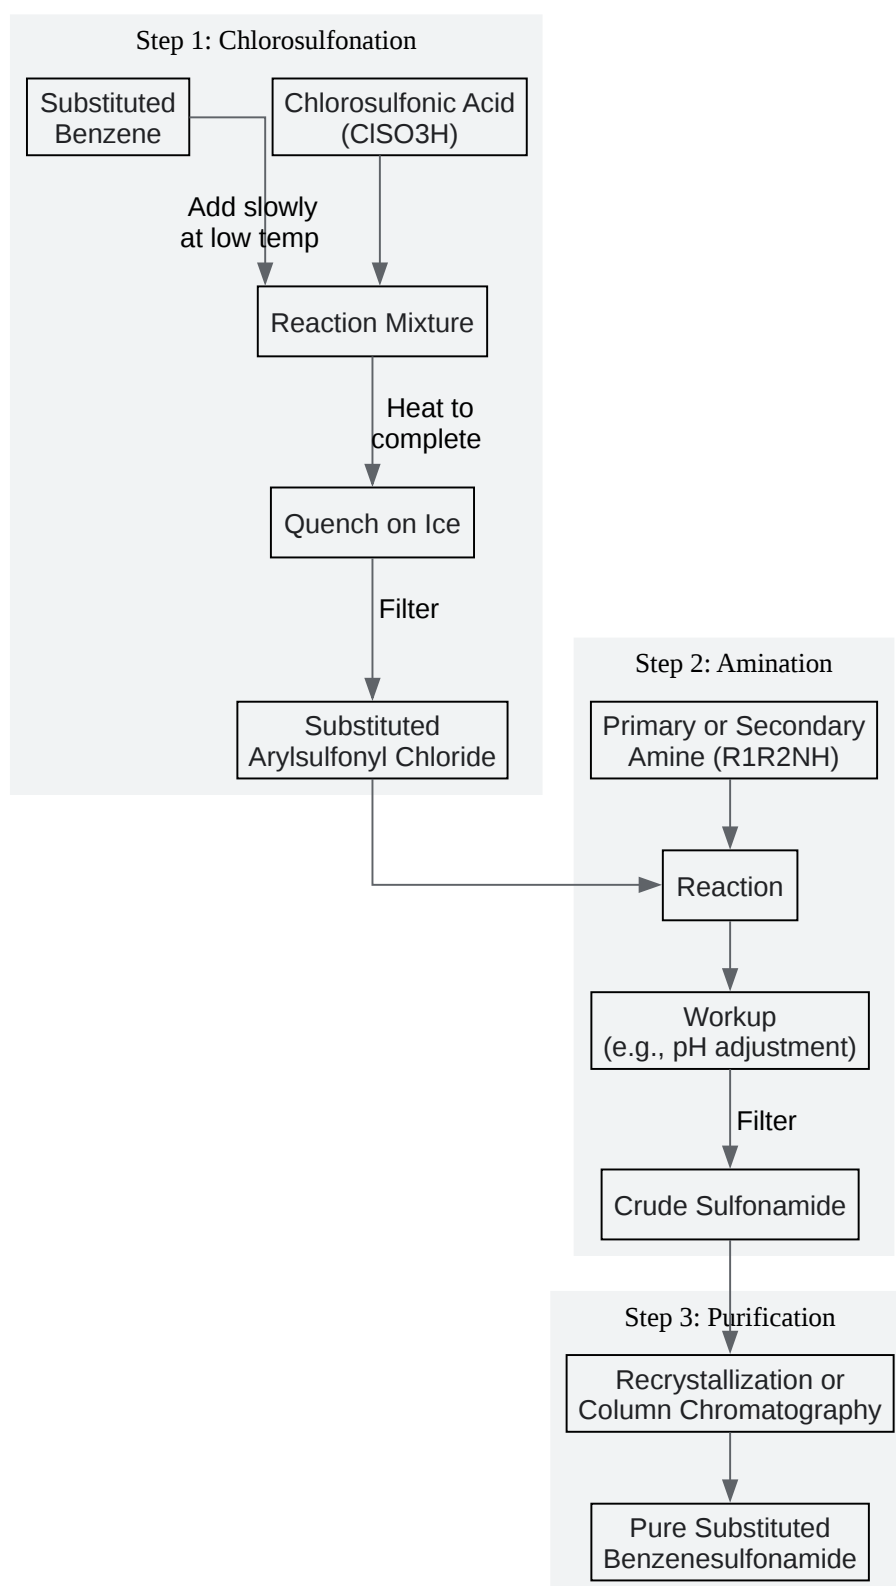 Step 1: Chlorosulfonation
Substituted
Benzene
Chlorosulfonic Acid
(ClSO3H)
Add slowly
at low temp
Reaction Mixture
Heat to
complete
Quench on Ice
Filter
Substituted
Arylsulfonyl Chloride
Step 2: Amination
Primary or Secondary
Amine (R1R2NH)
Reaction
Workup
(e.g., pH adjustment)
Filter
Crude Sulfonamide
Step 3: Purification
Recrystallization or
Column Chromatography
Pure Substituted
Benzenesulfonamide